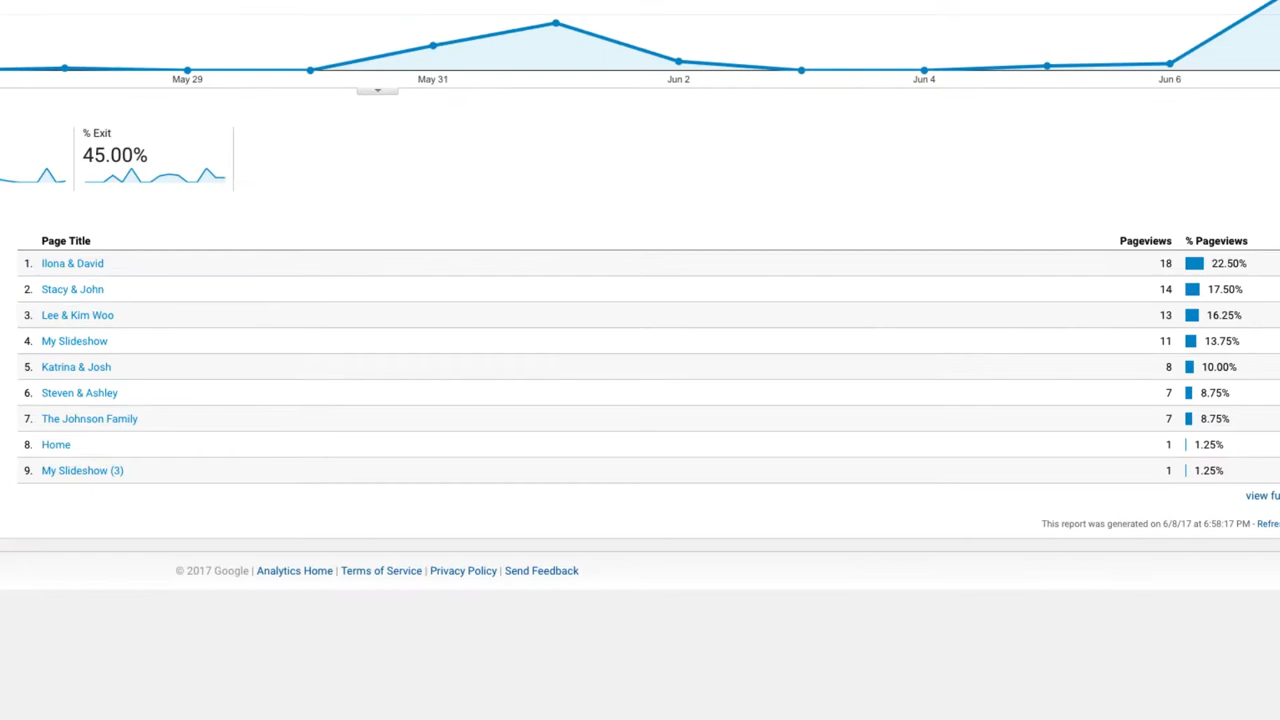 May 29 May 31 Jun 2 Jun 4 Jun 6
% Exit
45.00%
Page Title Pageviews % Pageviews
1. Ilona & David 18 22.50%
2. Stacy & John 14 17.50%
3. Lee & Kim Woo 13 16.25%
4. My Slideshow 11 13.75%
5. Katrina & Josh 8 10.00%
6. Steven & Ashley 7 8.75%
7. The Johnson Family 7 8.75%
8. Home 1 1.25%
9. My Slideshow (3) 1 1.25%
view fu
This report was generated on 6/8/17 at 6:58:17 PM - Refre
© 2017 Google | Analytics Home | Terms of Service | Privacy Policy | Send Feedback